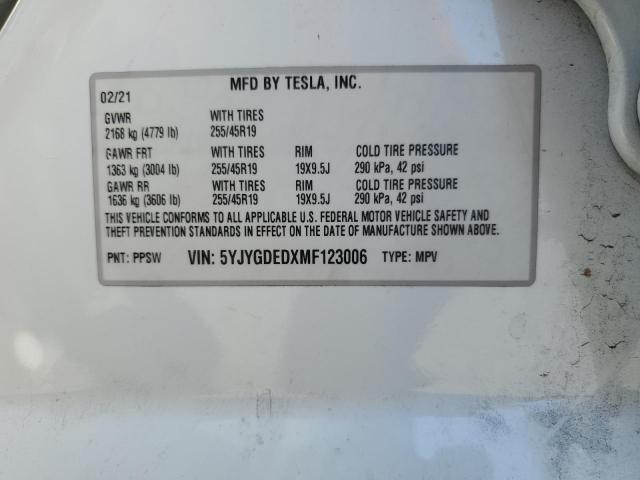 MFD BY TESLA, INC.
02/21
GVWR WITH TIRES
2168 kg (4779 lb) 255/45R19
GAWR FRT WITH TIRES RIM COLD TIRE PRESSURE
1363 kg (3004 lb) 255/45R19 19X9.5J 290 kPa, 42 psi
GAWR RR WITH TIRES RIM COLD TIRE PRESSURE
1636 kg (3606 lb) 255/45R19 19X9.5J 290 kPa, 42 psi
THIS VEHICLE CONFORMS TO ALL APPLICABLE U.S. FEDERAL MOTOR VEHICLE SAFETY AND
THEFT PREVENTION STANDARDS IN EFFECT ON THE DATE OF MANUFACTURE SHOWN ABOVE.
PNT: PPSW VIN: 5YJYGDEDXMF123006 TYPE: MPV